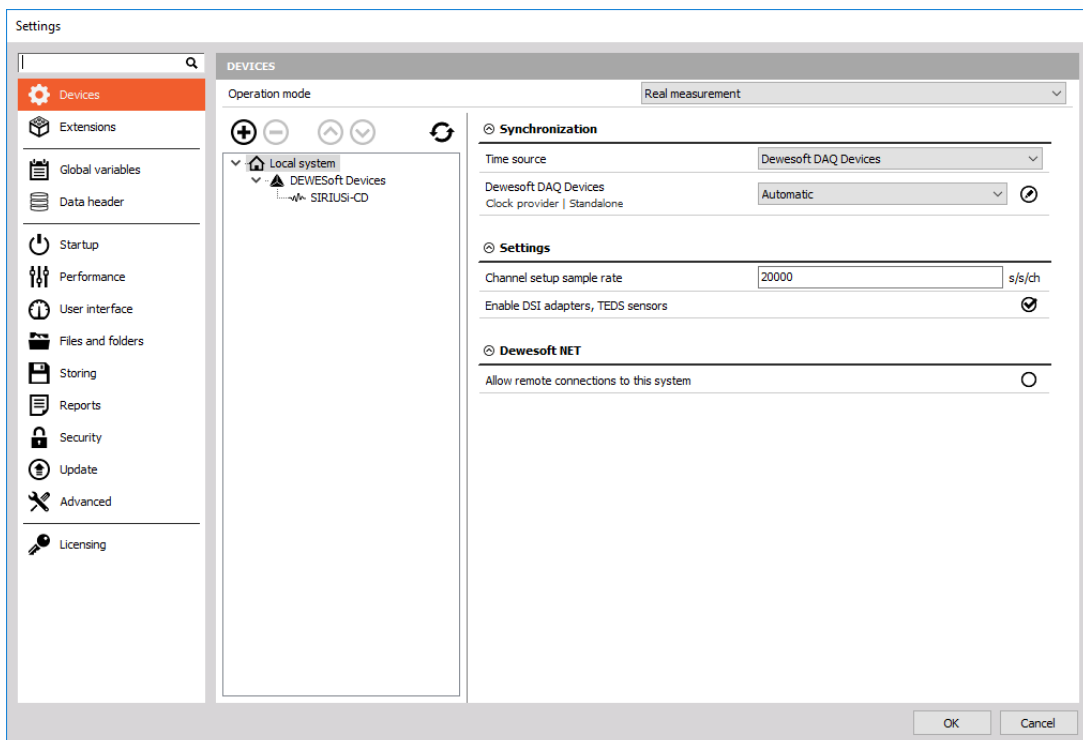 Settings
DEVICES
Devices
Extensions
Global variables
Data header
Startup
Performance
User interface
Files and folders
Storing
Reports
Security
Update
Advanced
Licensing
Operation mode
Real measurement
Local system
DEWESoft Devices
SIRIUSi-CD
Synchronization
Time source
Dewesoft DAQ Devices
Dewesoft DAQ Devices
Clock provider | Standalone
Automatic
Settings
Channel setup sample rate
20000
s/s/ch
Enable DSI adapters, TEDS sensors
Dewesoft NET
Allow remote connections to this system
OK
Cancel